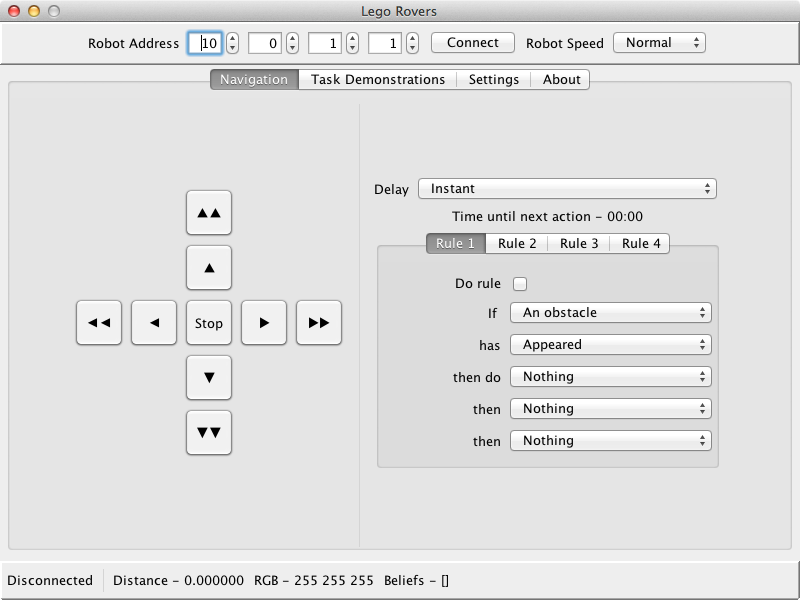 Lego Rovers
Robot Address 10 0 1 1 Connect Robot Speed Normal
Navigation Task Demonstrations Settings About
Delay Instant
Time until next action – 00:00
Rule 1 Rule 2 Rule 3 Rule 4
Do rule
If An obstacle
has Appeared
Stop
then do Nothing
then Nothing
then Nothing
Disconnected Distance – 0.000000 RGB – 255 255 255 Beliefs – []